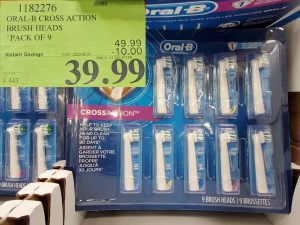 1182276
ORAL-B CROSS ACTION
BRUSH HEADS
PACK OF 9
49.99
Instant Savings
-10.00
39.99
4.443
Oral-B
CROSSACTION
HELP TO KEEP
YOUR BRUSH
HEAD CLEAN
FOR UP TO
90 DAYS*
AIDENT À
GARDER VOTRE
BROSSETTE
PROPRE
JUSQU'À
90 JOURS*
9 BRUSH HEADS | 9 BROSSETTES